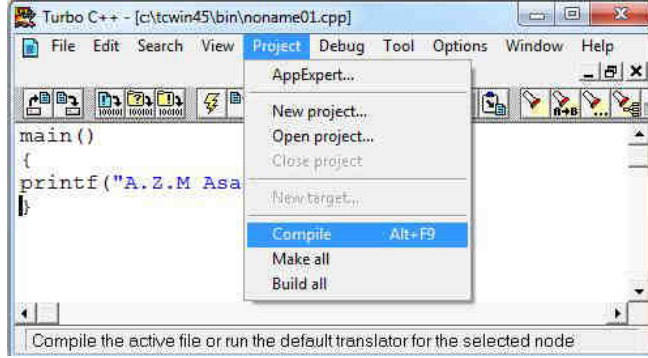 Turbo C++ - [c:\tcwin45\bin\noname01.cpp]
File Edit Search View Project Debug Tool Options Window Help
AppExpert...
New project...
Open project...
Close project
New target...
Compile Alt+F9
Make all
Build all
main()
{
printf("A.Z.M Asa
}
Compile the active file or run the default translator for the selected node